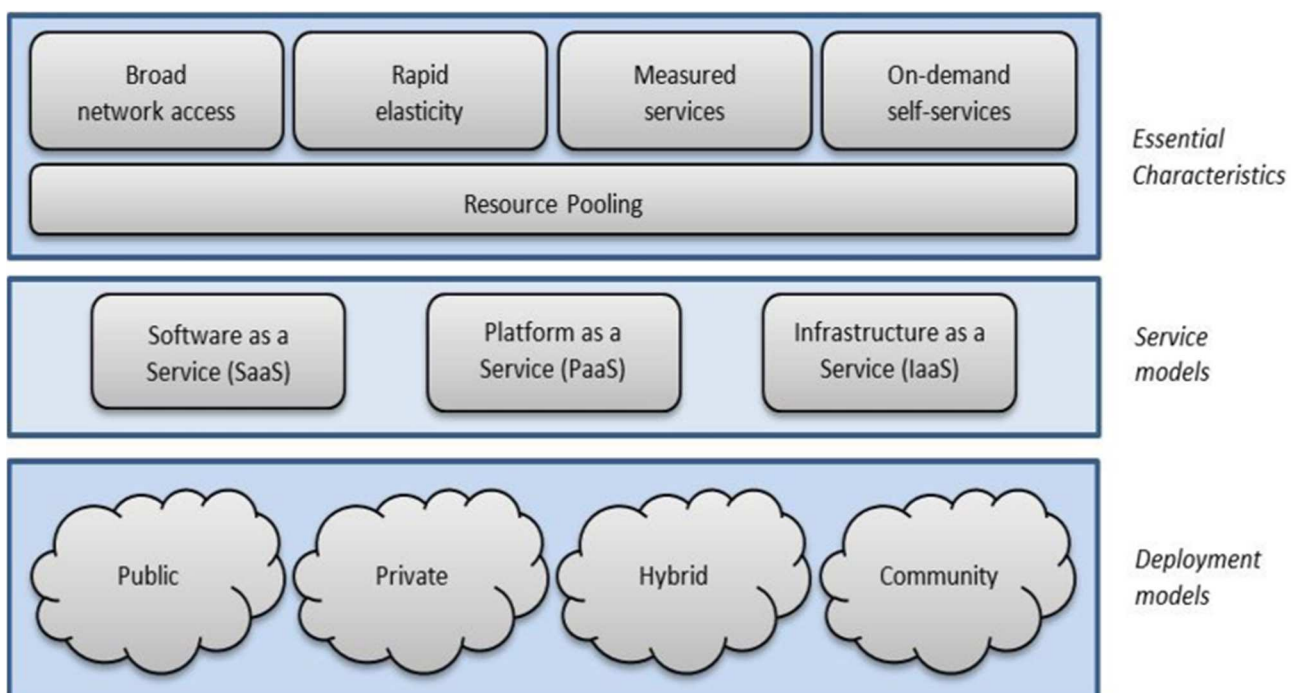 Broad
network access
Rapid
elasticity
Measured
services
On-demand
self-services
Resource Pooling
Essential
Characteristics
Software as a
Service (SaaS)
Platform as a
Service (PaaS)
Infrastructure as a
Service (IaaS)
Service
models
Public
Private
Hybrid
Community
Deployment
models